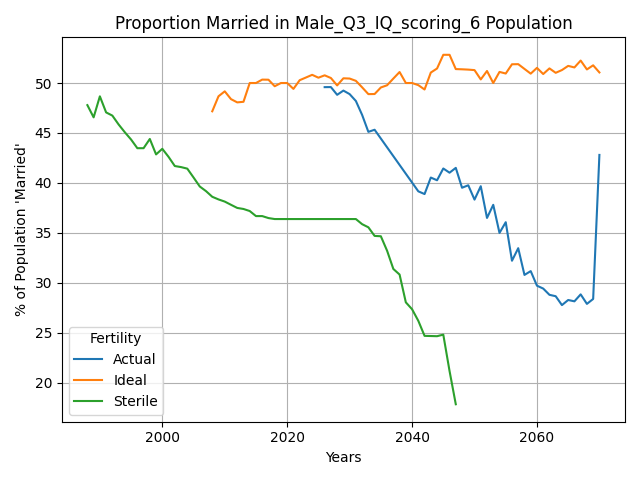 Proportion Married in Male_Q3_IQ_scoring_6 Population
% of Population 'Married'
50
45
40
35
30
25
20
Fertility
Actual
Ideal
Sterile
2000 2020 2040 2060
Years